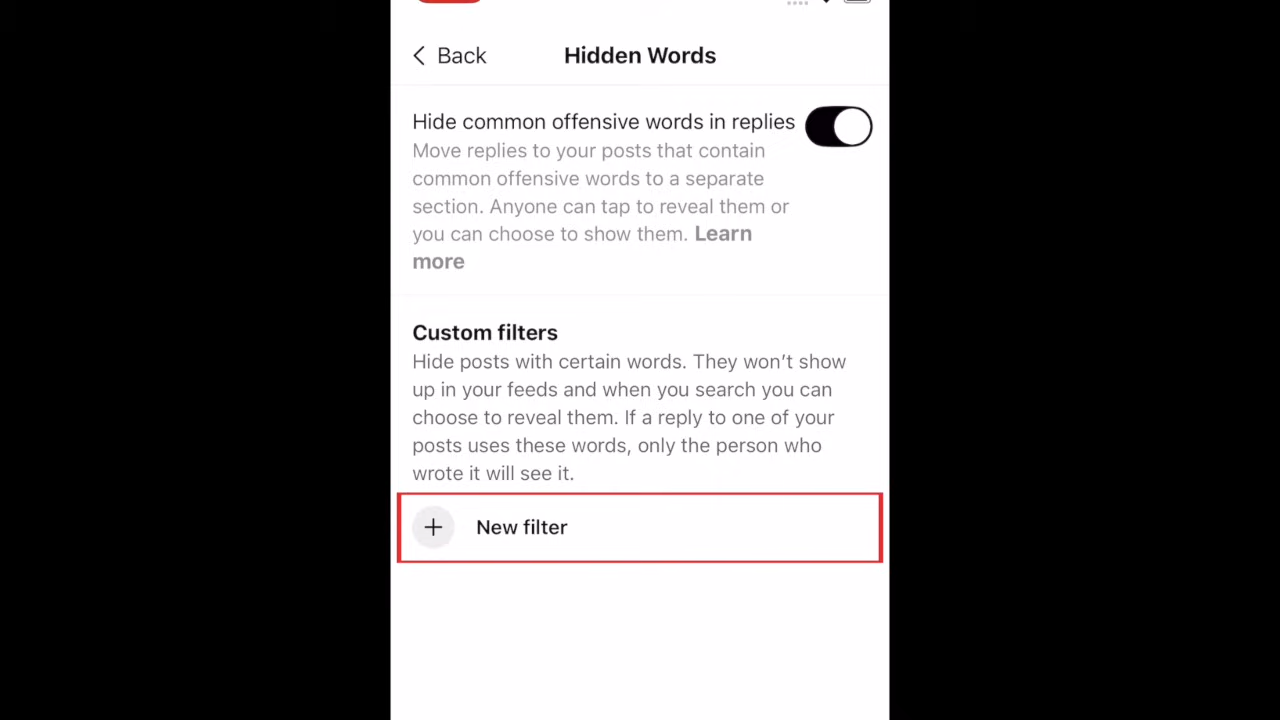 Back
Hidden Words
Hide common offensive words in replies
Move replies to your posts that contain
common offensive words to a separate
section. Anyone can tap to reveal them or
you can choose to show them. Learn
more
Custom filters
Hide posts with certain words. They won’t show
up in your feeds and when you search you can
choose to reveal them. If a reply to one of your
posts uses these words, only the person who
wrote it will see it.
New filter